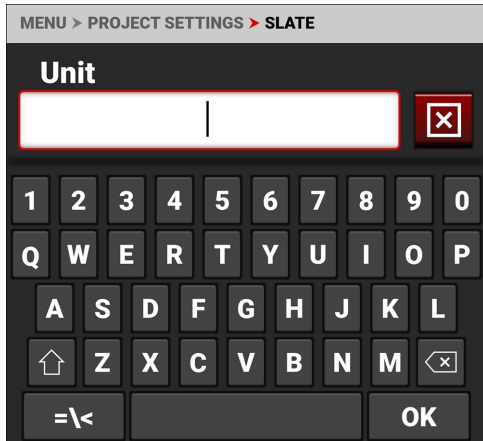 MENU > PROJECT SETTINGS > SLATE
Unit
1 2 3 4 5 6 7 8 9 0
Q W E R T Y U I O P
A S D F G H J K L
Z X C V B N M
=\< OK